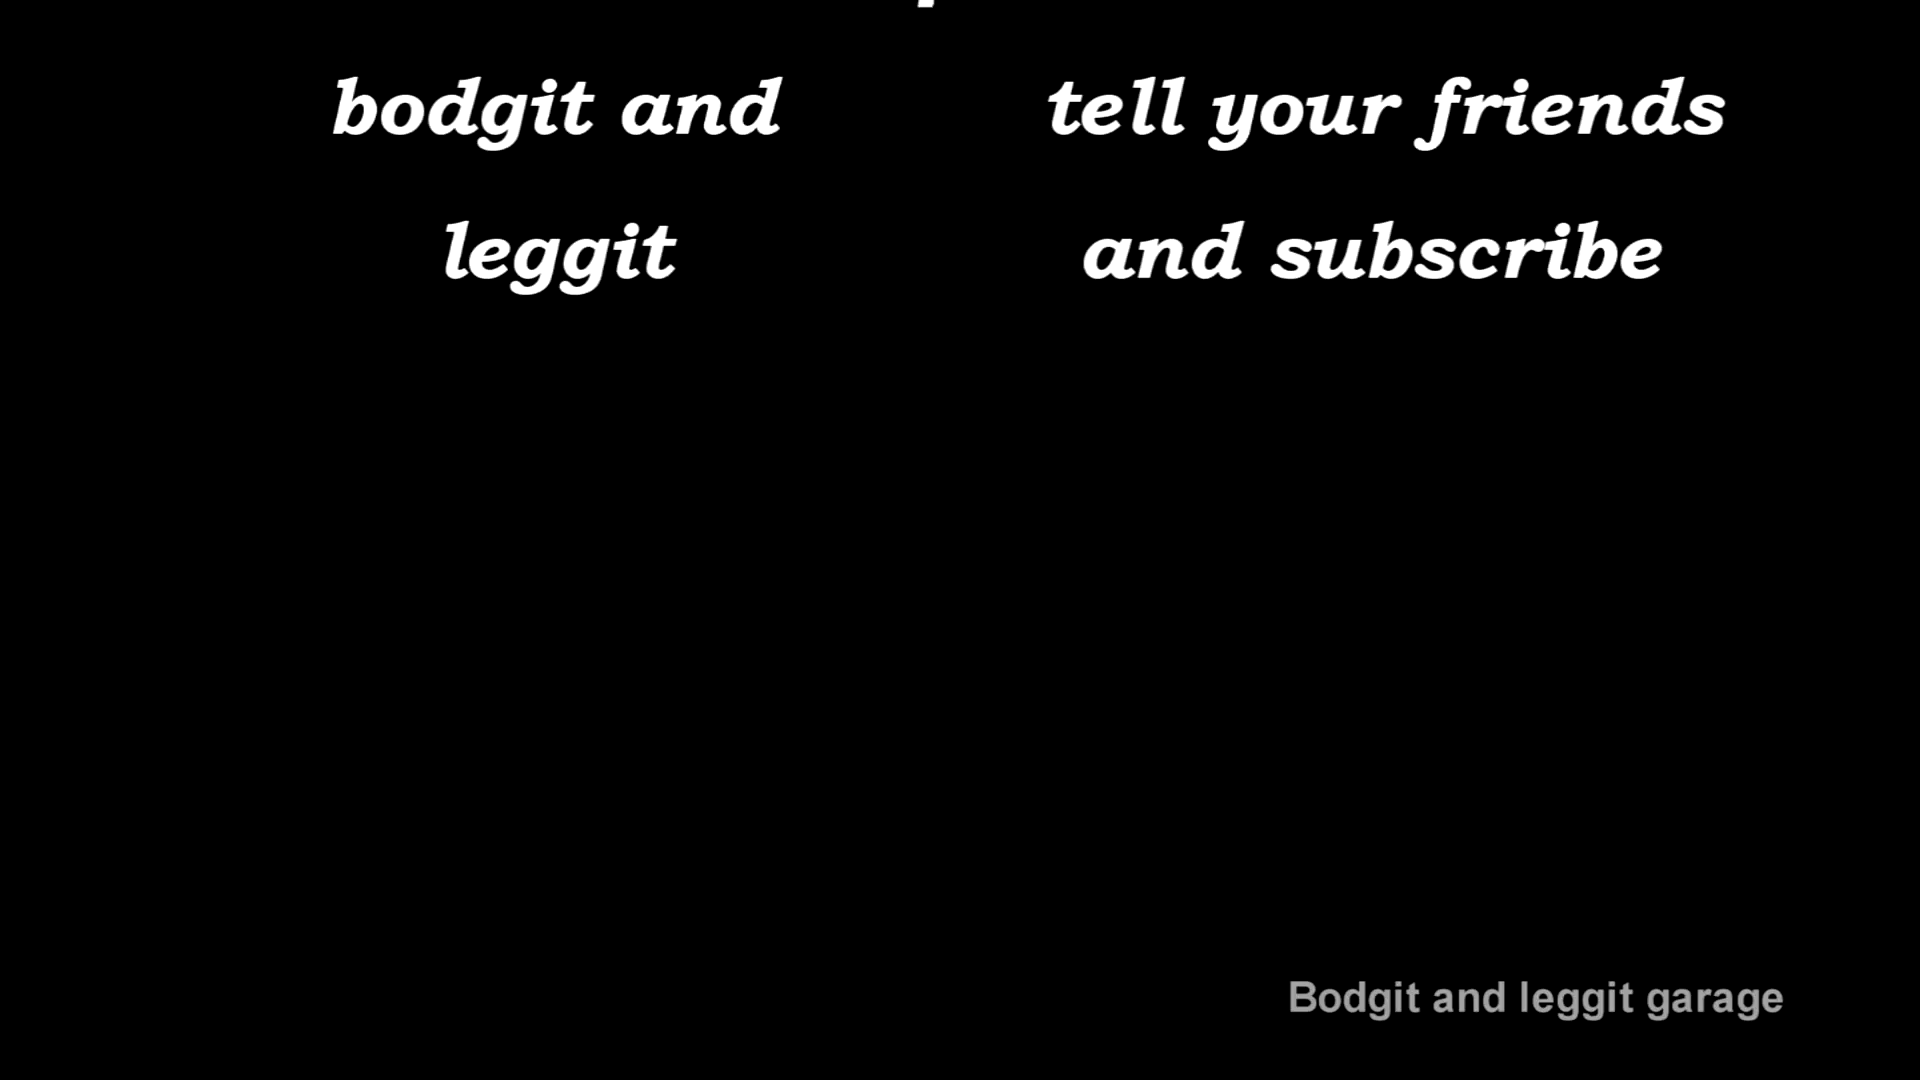 bodgit and
leggit
tell your friends
and subscribe
Bodgit and leggit garage